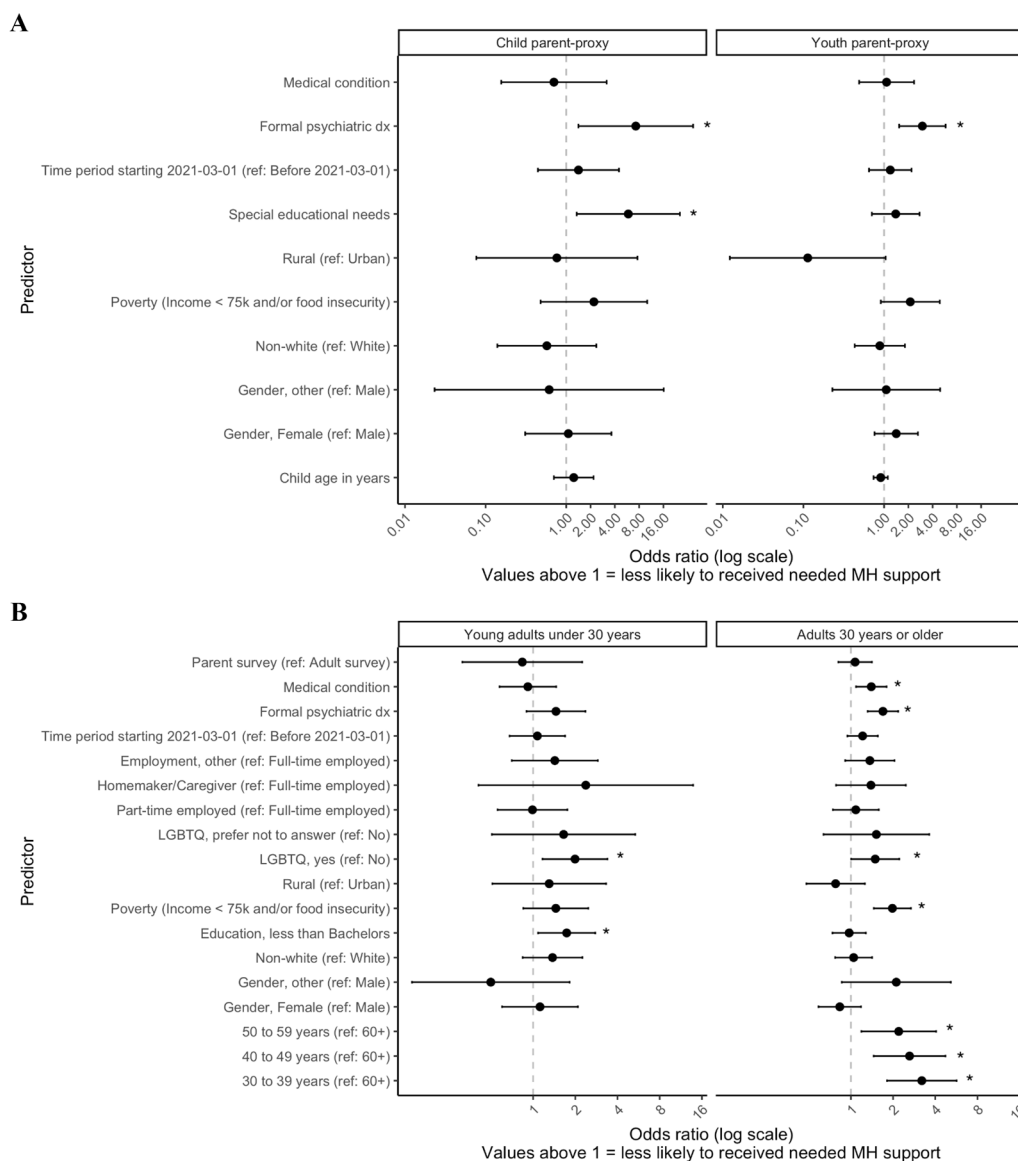 A
Child parent-proxy
Youth parent-proxy
Predictor
Medical condition
Formal psychiatric dx
*
*
Time period starting 2021-03-01 (ref: Before 2021-03-01)
Special educational needs
*
Rural (ref: Urban)
Poverty (Income < 75k and/or food insecurity)
Non-white (ref: White)
Gender, other (ref: Male)
Gender, Female (ref: Male)
Child age in years
0.01 0.10 1.00 2.00 4.00 8.00 16.00
0.01 0.10 1.00 2.00 4.00 8.00 16.00
Odds ratio (log scale)
Values above 1 = less likely to received needed MH support
B
Young adults under 30 years
Adults 30 years or older
Predictor
Parent survey (ref: Adult survey)
Medical condition
*
Formal psychiatric dx
*
Time period starting 2021-03-01 (ref: Before 2021-03-01)
Employment, other (ref: Full-time employed)
Homemaker/Caregiver (ref: Full-time employed)
Part-time employed (ref: Full-time employed)
LGBTQ, prefer not to answer (ref: No)
LGBTQ, yes (ref: No)
*
*
Rural (ref: Urban)
Poverty (Income < 75k and/or food insecurity)
*
Education, less than Bachelors
*
Non-white (ref: White)
Gender, other (ref: Male)
Gender, Female (ref: Male)
50 to 59 years (ref: 60+)
*
40 to 49 years (ref: 60+)
*
30 to 39 years (ref: 60+)
*
1 2 4 8 16
1 2 4 8 16
Odds ratio (log scale)
Values above 1 = less likely to received needed MH support